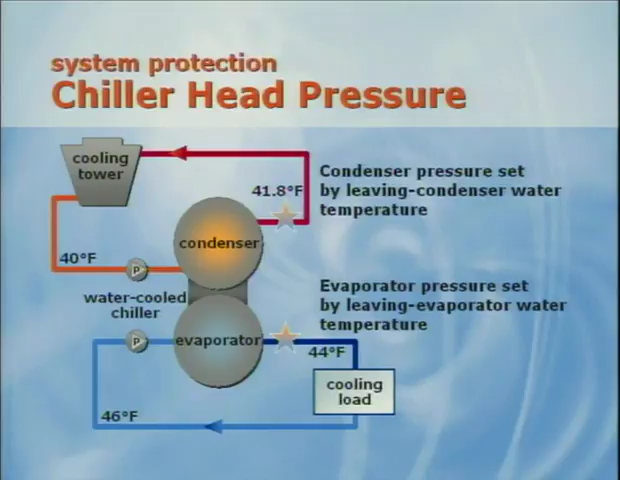 system protection
Chiller Head Pressure
cooling
tower
41.8°F
Condenser pressure set
by leaving-condenser water
temperature
condenser
40°F
P
water-cooled
chiller
Evaporator pressure set
by leaving-evaporator water
temperature
P
evaporator
44°F
cooling
load
46°F